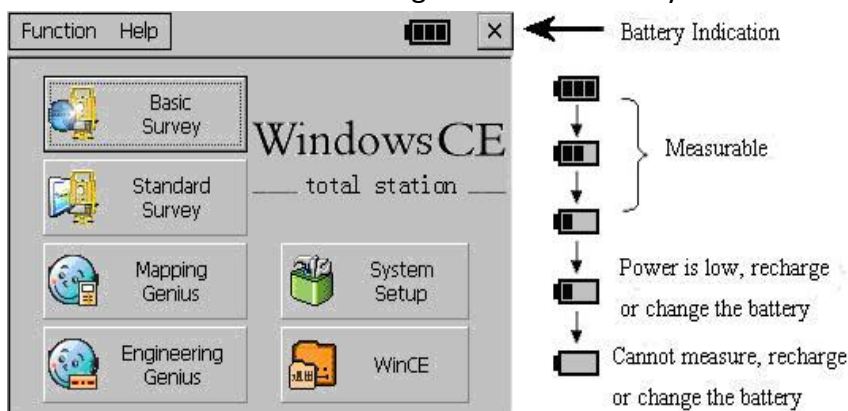 Function Help
×
Battery Indication
Basic
Survey
WindowsCE
total station
Standard
Survey
Measurable
Mapping
Genius
System
Setup
Power is low, recharge
or change the battery
Engineering
Genius
WinCE
Cannot measure, recharge
or change the battery